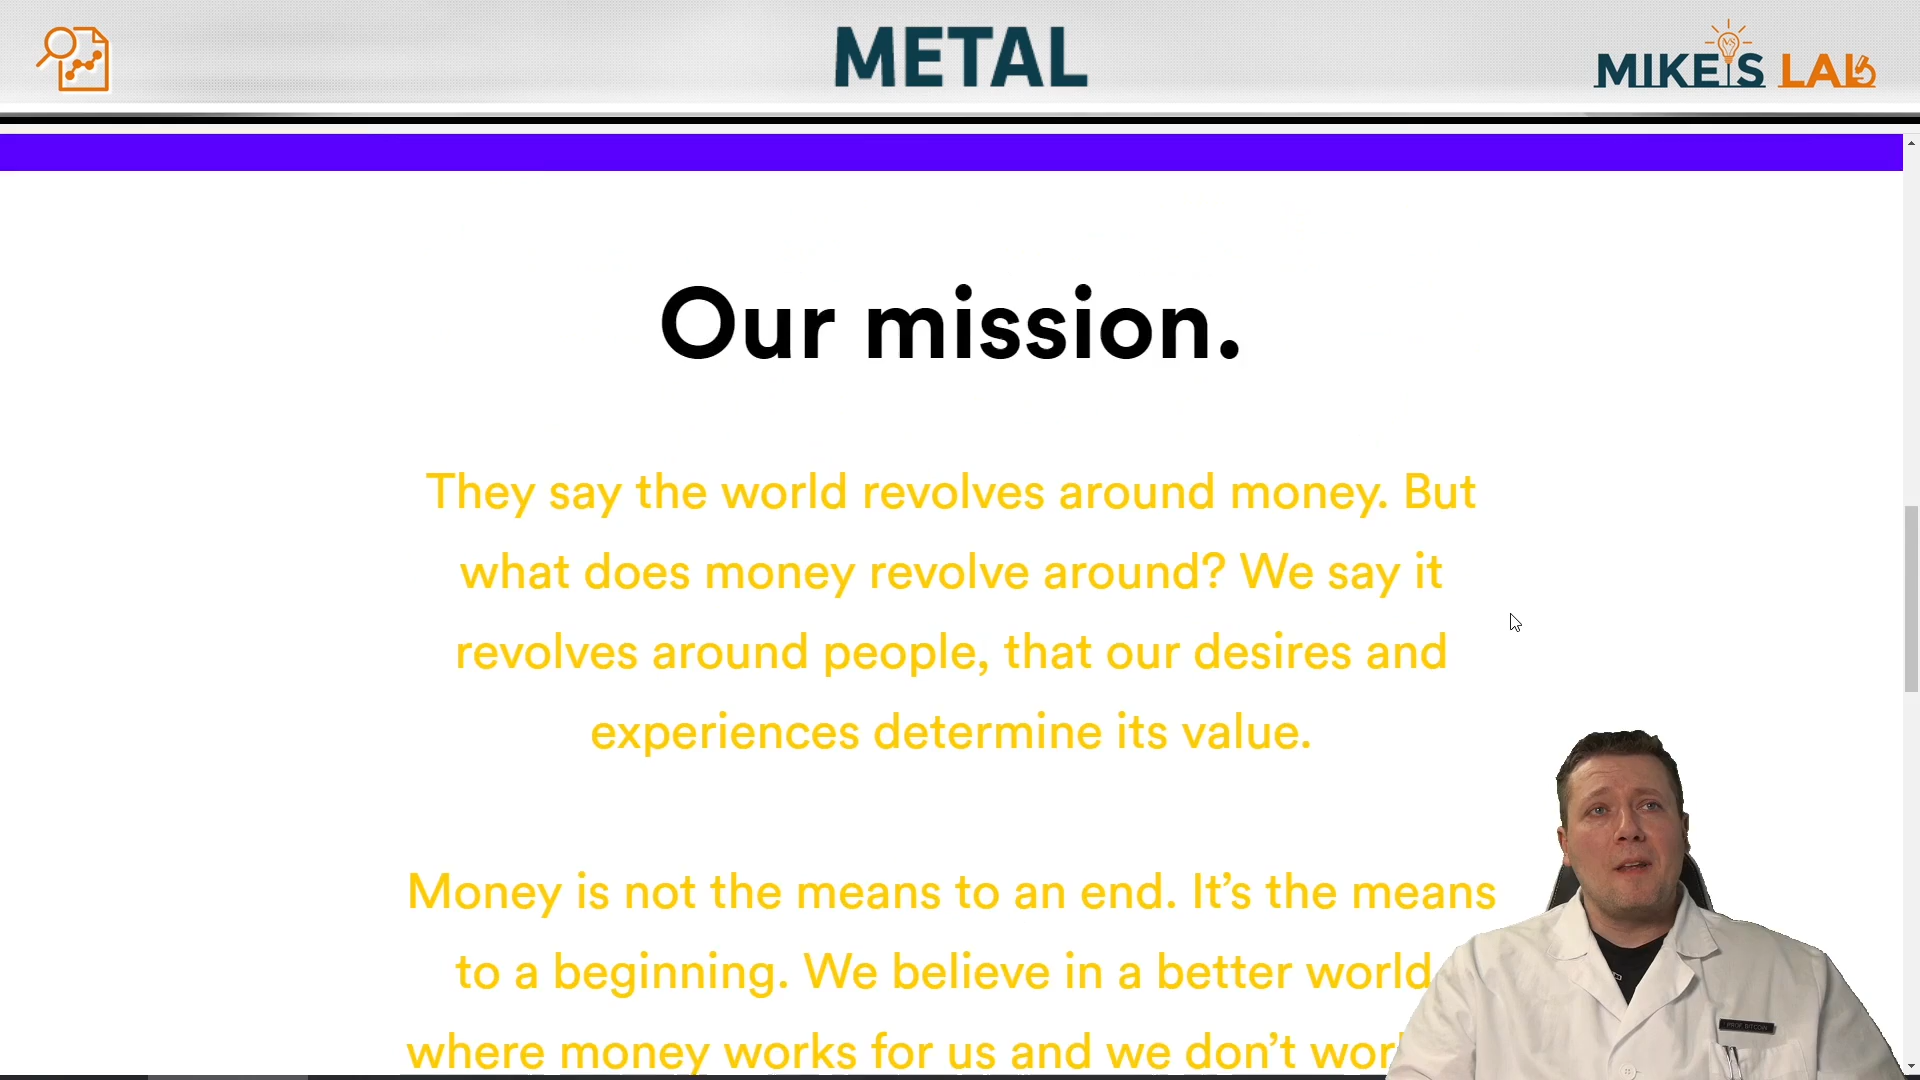 METAL
MIKE'S LAB
Our mission.
They say the world revolves around money. But
what does money revolve around? We say it
revolves around people, that our desires and
experiences determine its value.
Money is not the means to an end. It’s the means
to a beginning. We believe in a better world
where money works for us and we don’t wor
PROF. BITCOIN